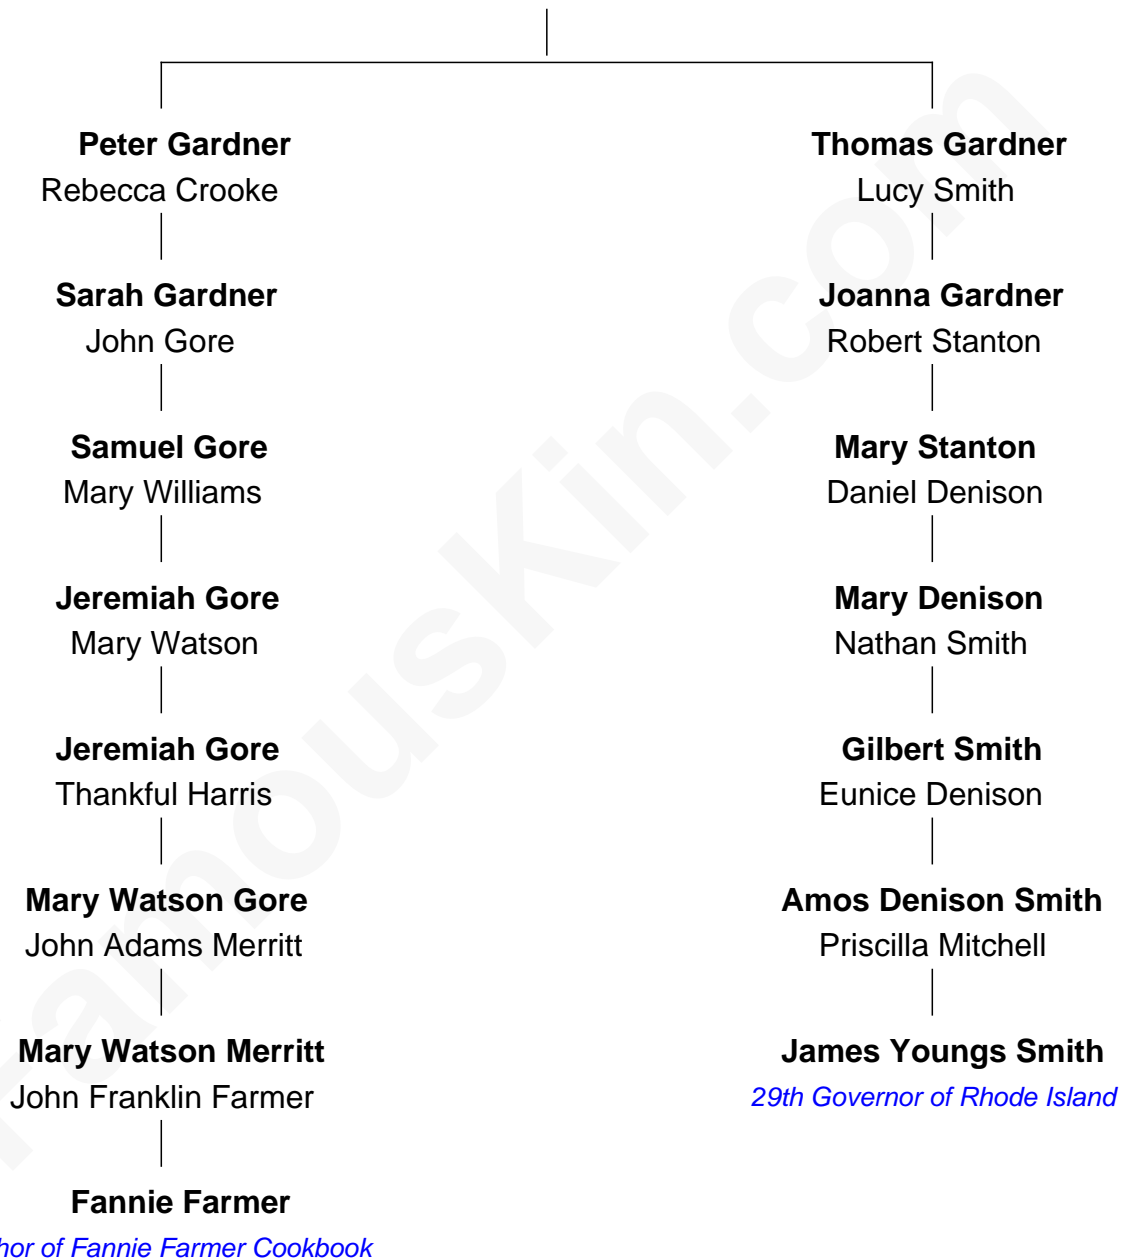 Peter Gardner
Rebecca Crooke
Thomas Gardner
Lucy Smith
Sarah Gardner
John Gore
Joanna Gardner
Robert Stanton
Samuel Gore
Mary Williams
Mary Stanton
Daniel Denison
Jeremiah Gore
Mary Watson
Mary Denison
Nathan Smith
Jeremiah Gore
Thankful Harris
Gilbert Smith
Eunice Denison
Mary Watson Gore
John Adams Merritt
Amos Denison Smith
Priscilla Mitchell
Mary Watson Merritt
John Franklin Farmer
James Youngs Smith
29th Governor of Rhode Island
Fannie Farmer
hor of Fannie Farmer Cookbook
FamousKin.com